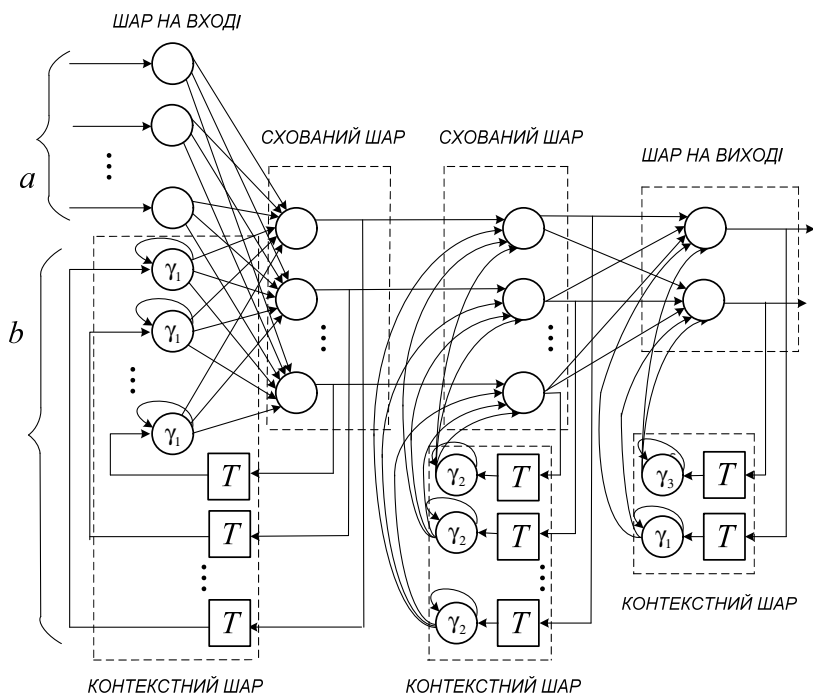 ШАР НА ВХОДІ
СХОВАНИЙ ШАР
СХОВАНИЙ ШАР
ШАР НА ВИХОДІ
a
b
γ₁
γ₁
γ₁
T
T
T
γ₂
T
γ₂
T
γ₂
T
γ₃
T
γ₁
T
КОНТЕКСТНИЙ ШАР
КОНТЕКСТНИЙ ШАР
КОНТЕКСТНИЙ ШАР